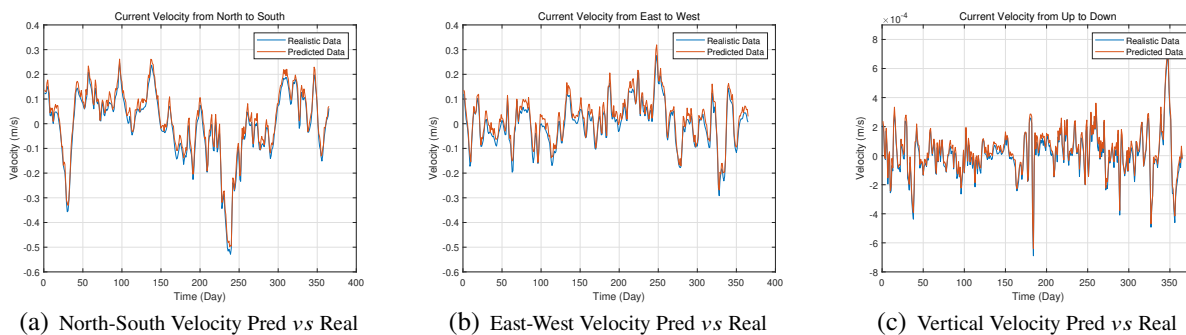 Current Velocity from North to South
Realistic Data
Predicted Data
0.4
0.3
0.2
0.1
0
-0.1
-0.2
-0.3
-0.4
-0.5
-0.6
Velocity (m/s)
0 50 100 150 200 250 300 350 400
Time (Day)
(a) North-South Velocity Pred vs Real
Current Velocity from East to West
Realistic Data
Predicted Data
0.4
0.3
0.2
0.1
0
-0.1
-0.2
-0.3
-0.4
-0.5
-0.6
Velocity (m/s)
0 50 100 150 200 250 300 350 400
Time (Day)
(b) East-West Velocity Pred vs Real
Current Velocity from Up to Down
×10⁻⁴
Realistic Data
Predicted Data
8
6
4
2
0
-2
-4
-6
-8
Velocity (m/s)
0 50 100 150 200 250 300 350
Time (Day)
(c) Vertical Velocity Pred vs Real